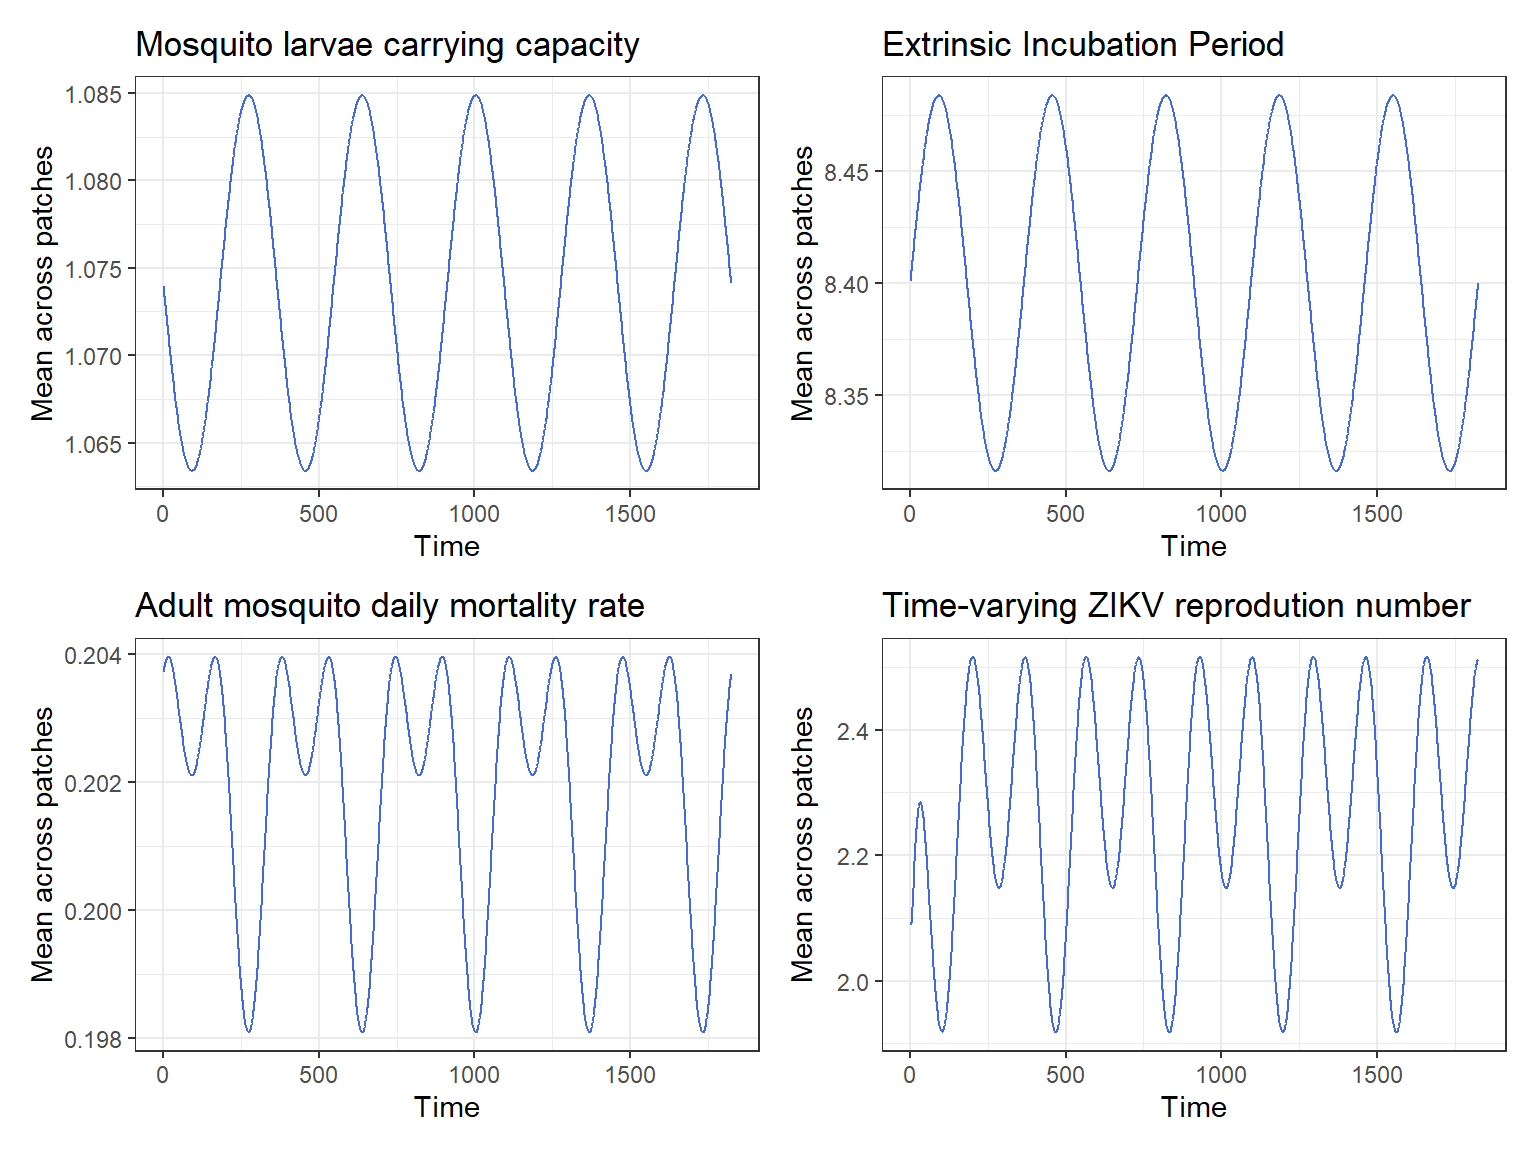 Mosquito larvae carrying capacity
Mean across patches
1.085
1.080
1.075
1.070
1.065
0 500 1000 1500
Time
Extrinsic Incubation Period
Mean across patches
8.45
8.40
8.35
0 500 1000 1500
Time
Adult mosquito daily mortality rate
Mean across patches
0.204
0.202
0.200
0.198
0 500 1000 1500
Time
Time-varying ZIKV reprodution number
Mean across patches
2.4
2.2
2.0
0 500 1000 1500
Time